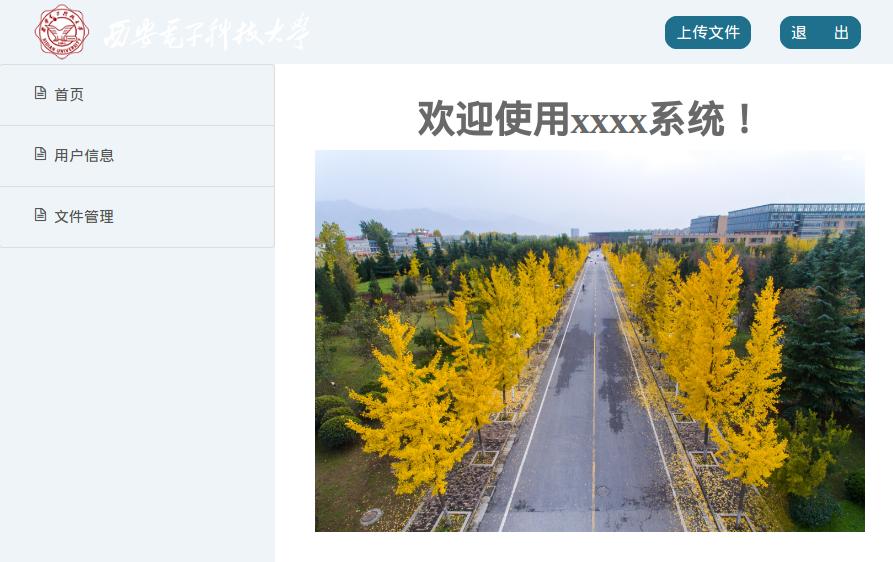 西安电子科技大学
上传文件
退 出
首页
用户信息
文件管理
欢迎使用xxxx系统！